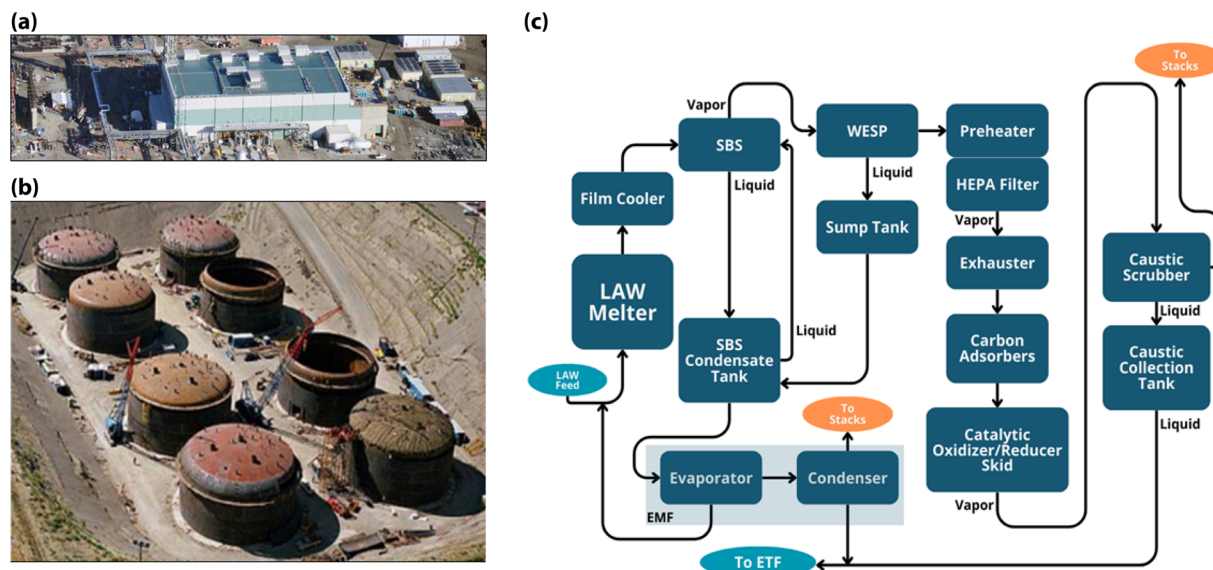 (a)
(b)
(c)
To
Stacks
Vapor
SBS
WESP
Preheater
Liquid
Liquid
HEPA Filter
Film Cooler
Vapor
Sump Tank
Exhauster
Caustic
Scrubber
LAW
Melter
Liquid
Liquid
SBS
Condensate
Tank
Carbon
Adsorbers
Caustic
Collection
Tank
LAW
Feed
To
Stacks
Liquid
Catalytic
Oxidizer/Reducer
Skid
Evaporator
Condenser
Vapor
EMF
To ETF